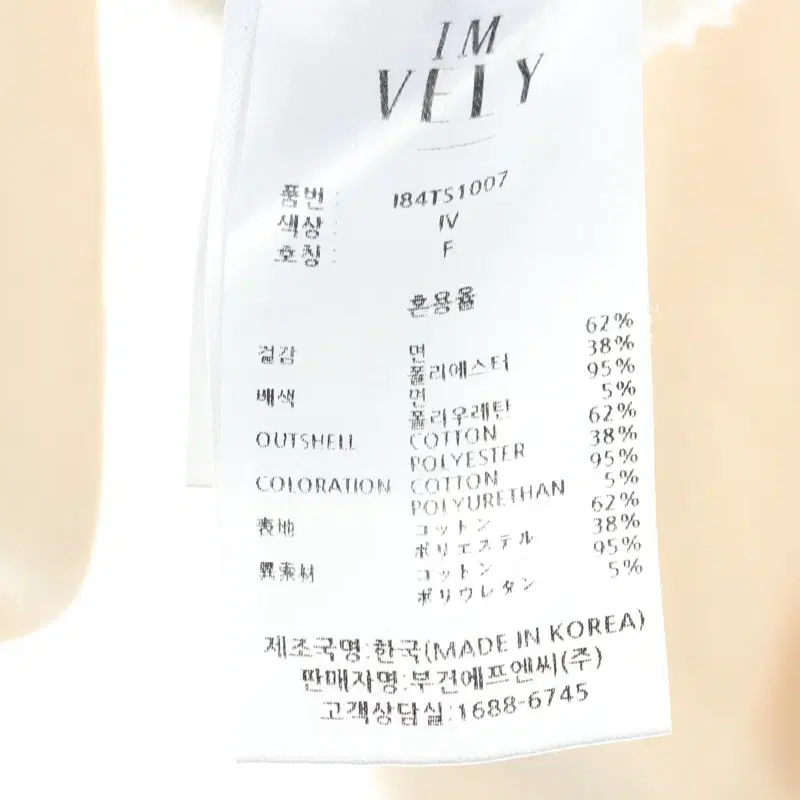 IM
VELY
품번 : I84TS1007
색상 : IV
호칭 : F
혼용율
겉감 면 62%
폴리에스터 38%
배색 면 95%
폴리우레탄 5%
OUTSHELL COTTON 62%
POLYESTER 38%
COLORATION COTTON 95%
POLYURETHAN 5%
表地 コットン 62%
ポリエステル 38%
異素材 コットン 95%
ポリウレタン 5%
제조국명:한국(MADE IN KOREA)
판매자명:부건에프엔씨(주)
고객상담실:1688-6745